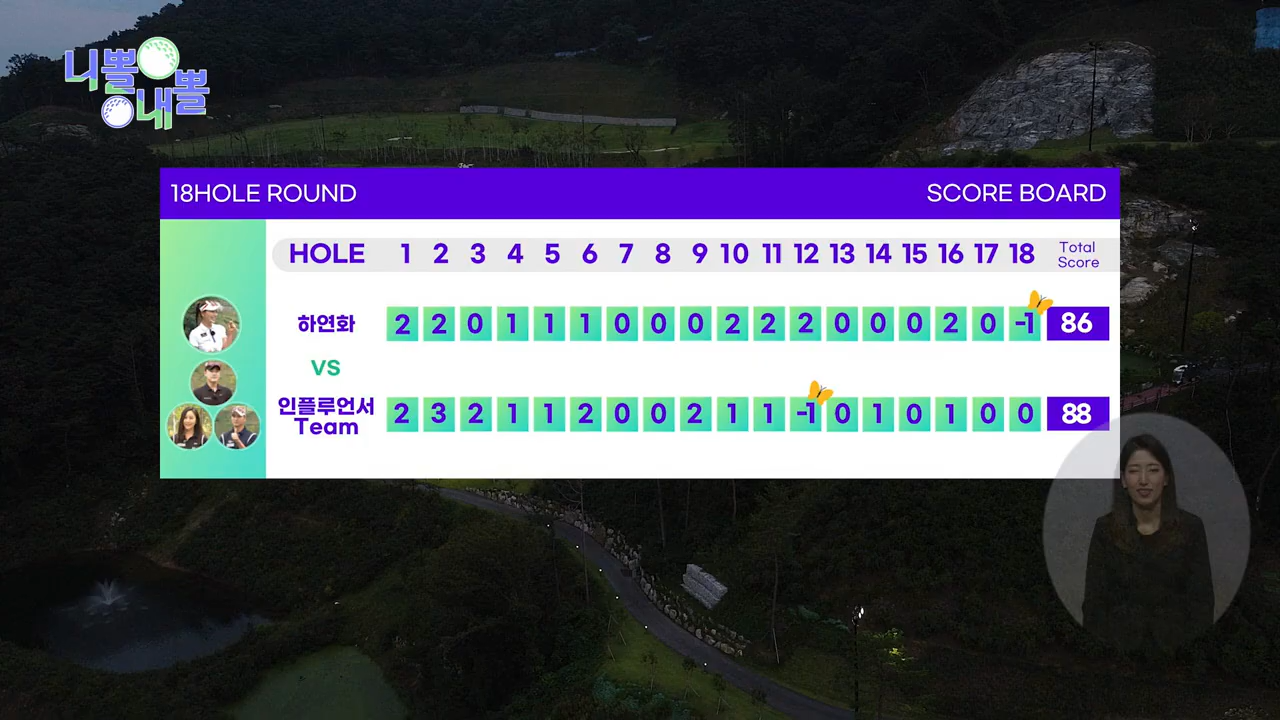 니뽈
내뽈
18HOLE ROUND SCORE BOARD
HOLE 1 2 3 4 5 6 7 8 9 10 11 12 13 14 15 16 17 18 Total Score
하연화 2 2 0 1 1 1 0 0 0 2 2 2 0 0 0 2 0 -1 86
VS
인플루언서 Team 2 3 2 1 1 2 0 0 2 1 1 -1 0 1 0 1 0 0 88